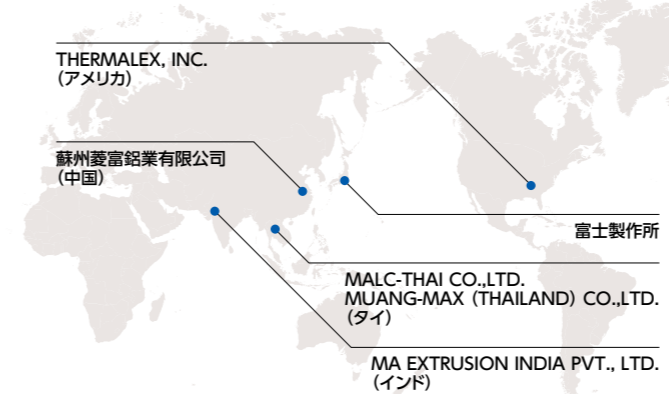 THERMALEX, INC.
（アメリカ）
蘇州菱富鋁業有限公司
（中国）
富士製作所
MALC-THAI CO.,LTD.
MUANG-MAX (THAILAND) CO.,LTD.
（タイ）
MA EXTRUSION INDIA PVT., LTD.
（インド）